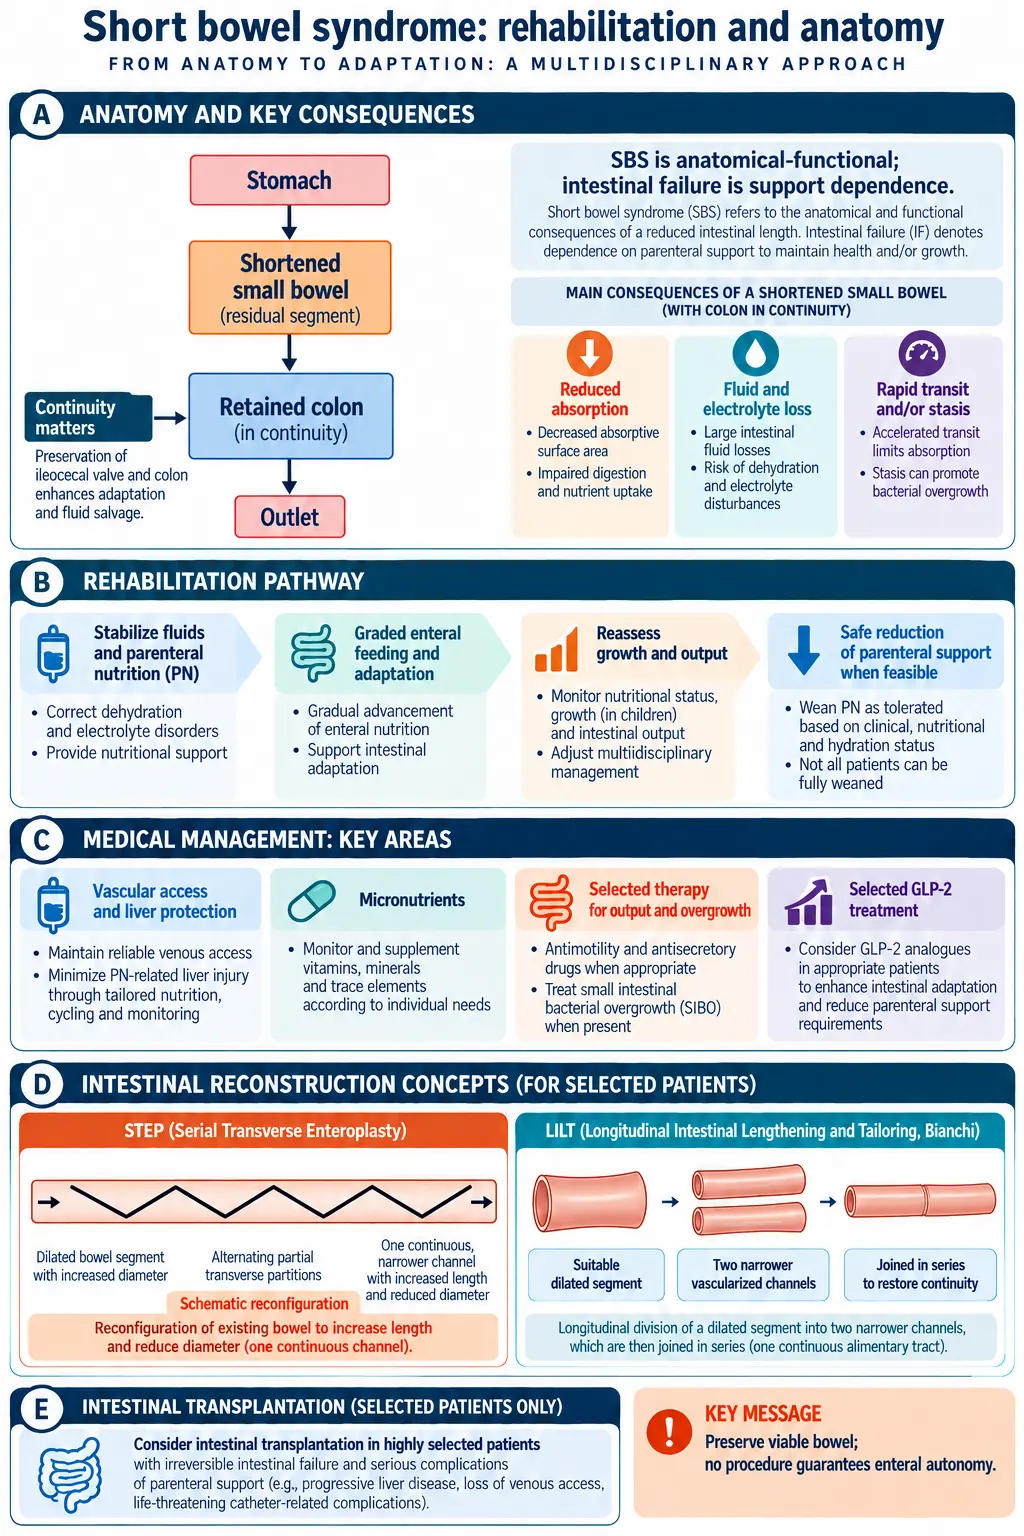 Short bowel syndrome: rehabilitation and anatomy
FROM ANATOMY TO ADAPTATION: A MULTIDISCIPLINARY APPROACH
A
ANATOMY AND KEY CONSEQUENCES
Stomach
Shortened
small bowel
(residual segment)
Continuity
matters
Retained colon
(in continuity)
Preservation of
ileocecal valve and colon
enhances adaptation
and fluid salvage.
Outlet
SBS is anatomical-functional;
intestinal failure is support dependence.
Short bowel syndrome (SBS) refers to the anatomical and functional
consequences of a reduced intestinal length. Intestinal failure (IF) denotes
dependence on parenteral support to maintain health and/or growth.
MAIN CONSEQUENCES OF A SHORTENED SMALL BOWEL
(WITH COLON IN CONTINUITY)
Reduced
absorption
• Decreased absorptive
surface area
• Impaired digestion
and nutrient uptake
Fluid and
electrolyte loss
• Large intestinal
fluid losses
• Risk of dehydration
and electrolyte
disturbances
Rapid transit
and/or stasis
• Accelerated transit
limits absorption
• Stasis can promote
bacterial overgrowth
B
REHABILITATION PATHWAY
Stabilize fluids
and parenteral
nutrition (PN)
• Correct dehydration
and electrolyte disorders
• Provide nutritional support
Graded enteral
feeding and
adaptation
• Gradual advancement
of enteral nutrition
• Support intestinal
adaptation
Reassess
growth and output
• Monitor nutritional status,
growth (in children)
and intestinal output
• Adjust multiidisciplinary
management
Safe reduction
of parenteral support
when feasible
• Wean PN as tolerated
based on clinical, nutritional
and hydration status
• Not all patients can be
fully weaned
C
MEDICAL MANAGEMENT: KEY AREAS
Vascular access
and liver protection
• Maintain reliable venous access
• Minimize PN-related liver injury
through tailored nutrition,
cycling and monitoring
Micronutrients
• Monitor and supplement
vitamins, minerals
and trace elements
according to individual needs
Selected therapy
for output and overgrowth
• Antimotility and antisecretory
drugs when appropriate
• Treat small intestinal
bacterial overgrowth (SIBO)
when present
Selected GLP-2
treatment
• Consider GLP-2 analogues
in appropriate patients
to enhance intestinal adaptation
and reduce parenteral support
requirements
D
INTESTINAL RECONSTRUCTION CONCEPTS (FOR SELECTED PATIENTS)
STEP (Serial Transverse Enteroplasty)
Dilated bowel segment
with increased diameter
Alternating partial
transverse partitions
One continuous,
narrower channel
with increased length
and reduced diameter
Schematic reconfiguration
Reconfiguration of existing bowel to increase length
and reduce diameter (one continuous channel).
LILT (Longitudinal Intestinal Lengthening and Tailoring, Bianchi)
Suitable
dilated segment
Two narrower
vascularized channels
Joined in series
to restore continuity
Longitudinal division of a dilated segment into two narrower channels,
which are then joined in series (one continuous alimentary tract).
E
INTESTINAL TRANSPLANTATION (SELECTED PATIENTS ONLY)
Consider intestinal transplantation in highly selected patients
with irreversible intestinal failure and serious complications
of parenteral support (e.g., progressive liver disease, loss of venous access,
life-threatening catheter-related complications).
KEY MESSAGE
Preserve viable bowel;
no procedure guarantees enteral autonomy.